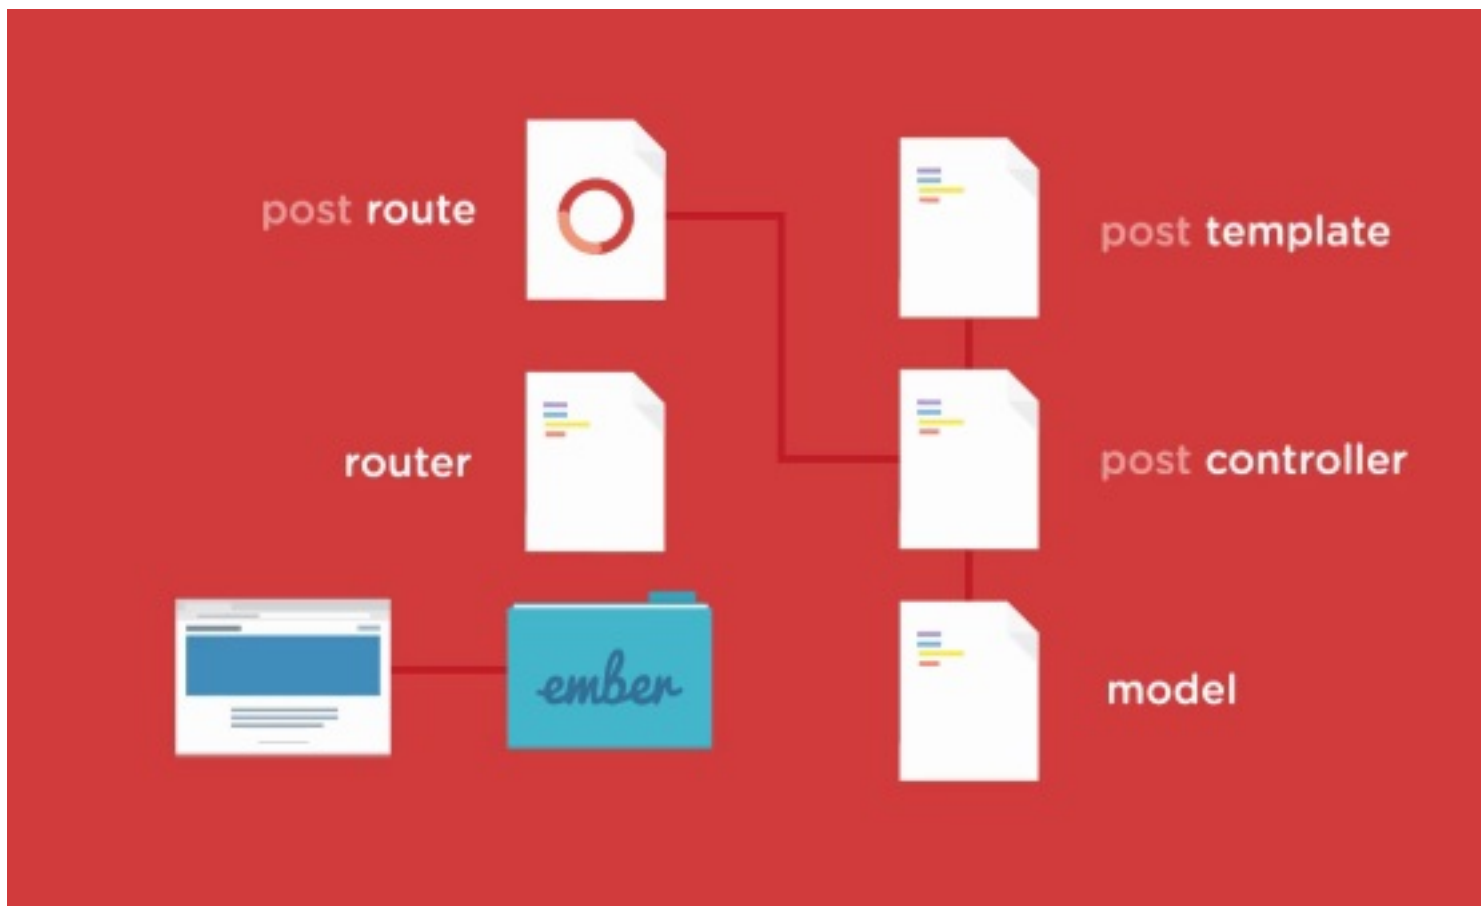 post route
post template
router
post controller
ember
model